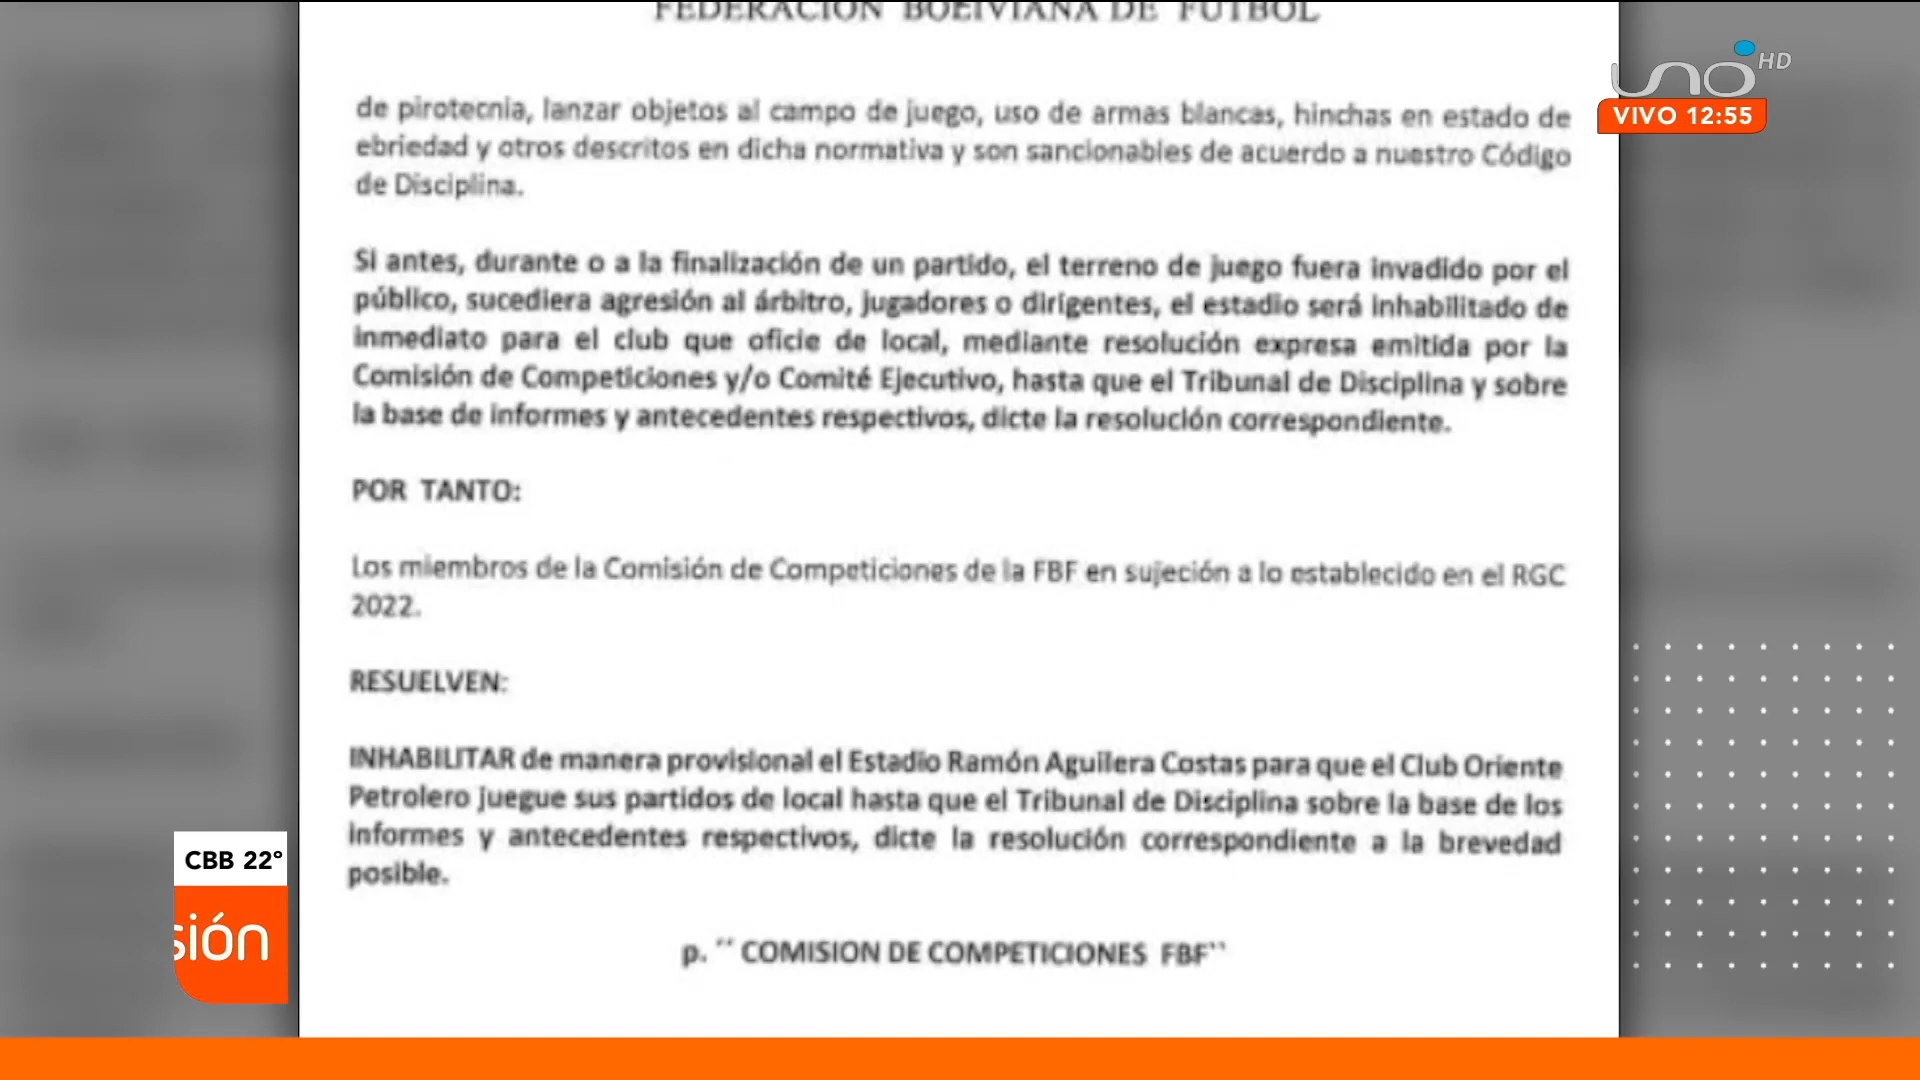 FEDERACION BOLIVIANA DE FUTBOL
UNO HD
VIVO 12:55
de pirotecnia, lanzar objetos al campo de juego, uso de armas blancas, hinchas en estado de
ebriedad y otros descritos en dicha normativa y son sancionables de acuerdo a nuestro Código
de Disciplina.
Si antes, durante o a la finalización de un partido, el terreno de juego fuera invadido por el
público, sucediera agresión al árbitro, jugadores o dirigentes, el estadio será inhabilitado de
inmediato para el club que oficie de local, mediante resolución expresa emitida por la
Comisión de Competiciones y/o Comité Ejecutivo, hasta que el Tribunal de Disciplina y sobre
la base de informes y antecedentes respectivos, dicte la resolución correspondiente.
POR TANTO:
Los miembros de la Comisión de Competiciones de la FBF en sujeción a lo establecido en el RGC
2022.
RESUELVEN:
INHABILITAR de manera provisional el Estadio Ramón Aguilera Costas para que el Club Oriente
Petrolero juegue sus partidos de local hasta que el Tribunal de Disciplina sobre la base de los
informes y antecedentes respectivos, dicte la resolución correspondiente a la brevedad
posible.
p. ´´ COMISION DE COMPETICIONES FBF``
CBB 22°
sión